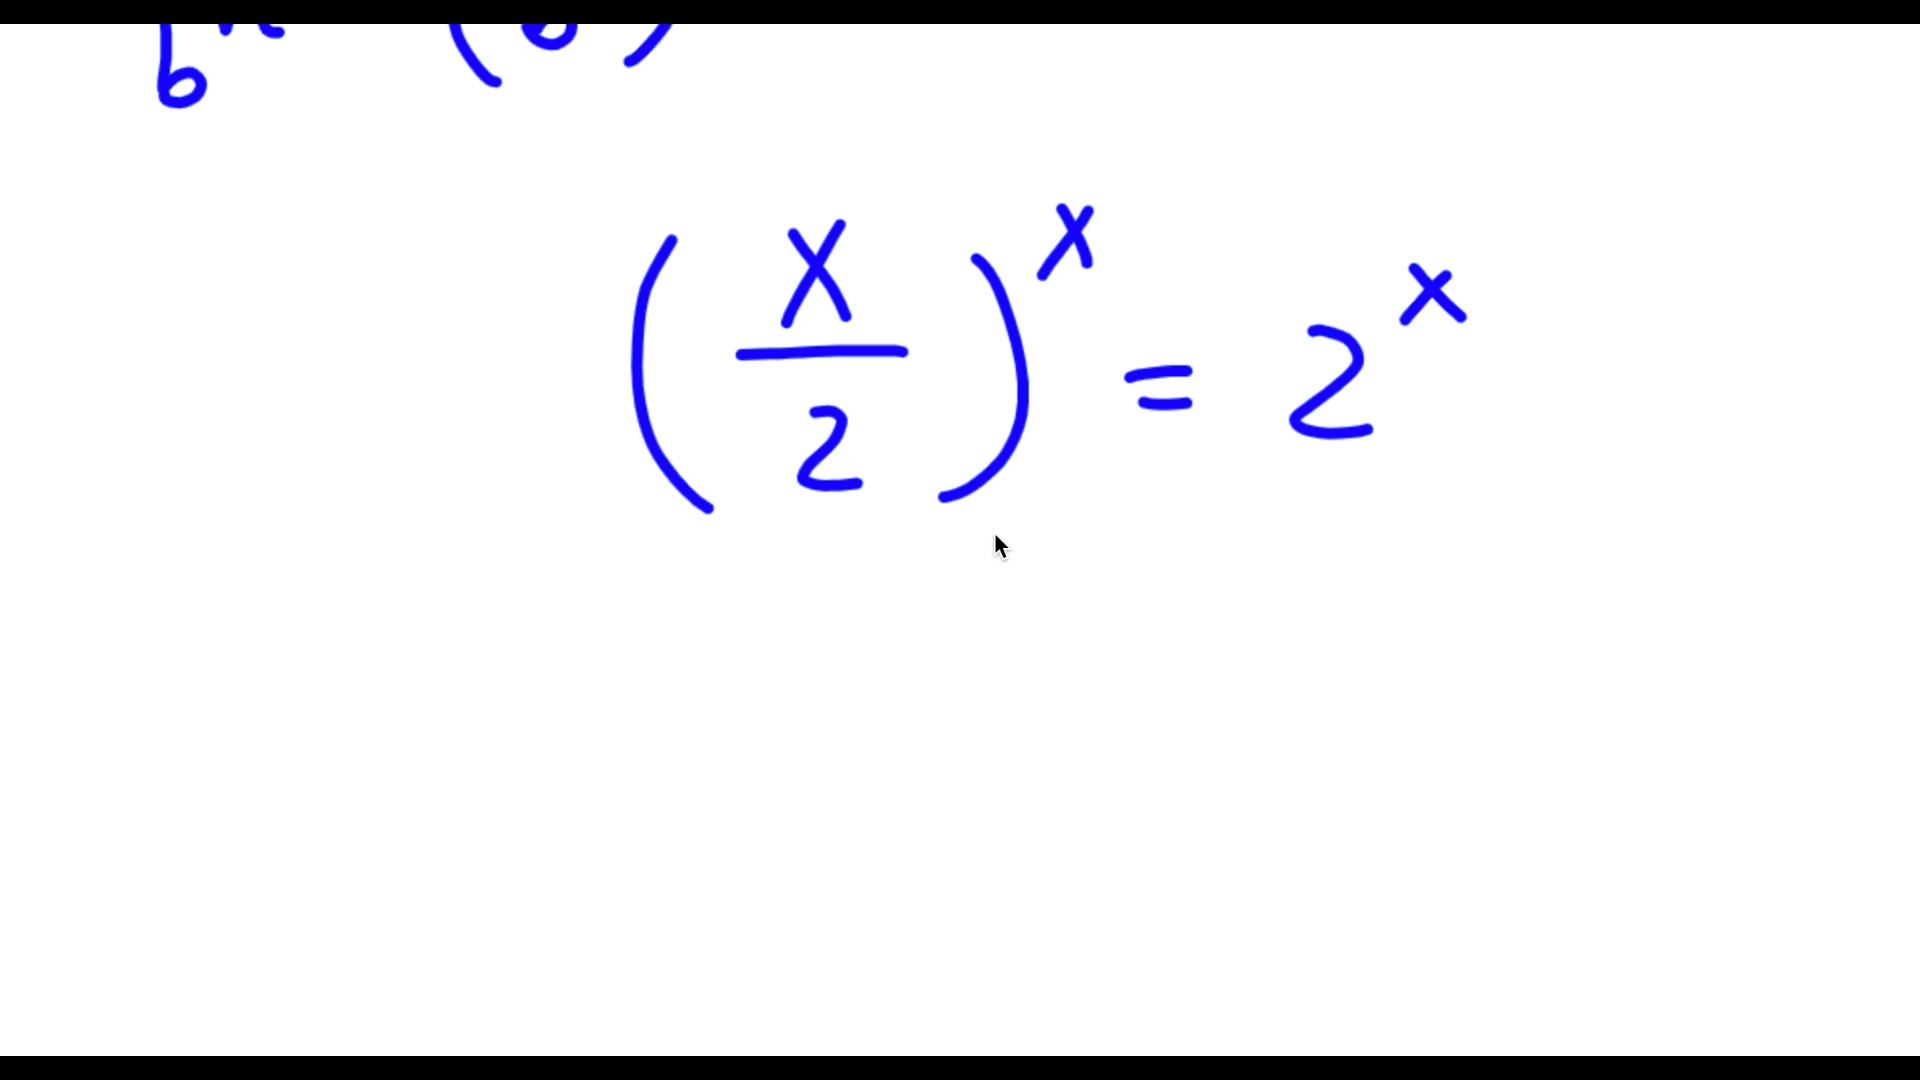 (x/2)^x = 2^x